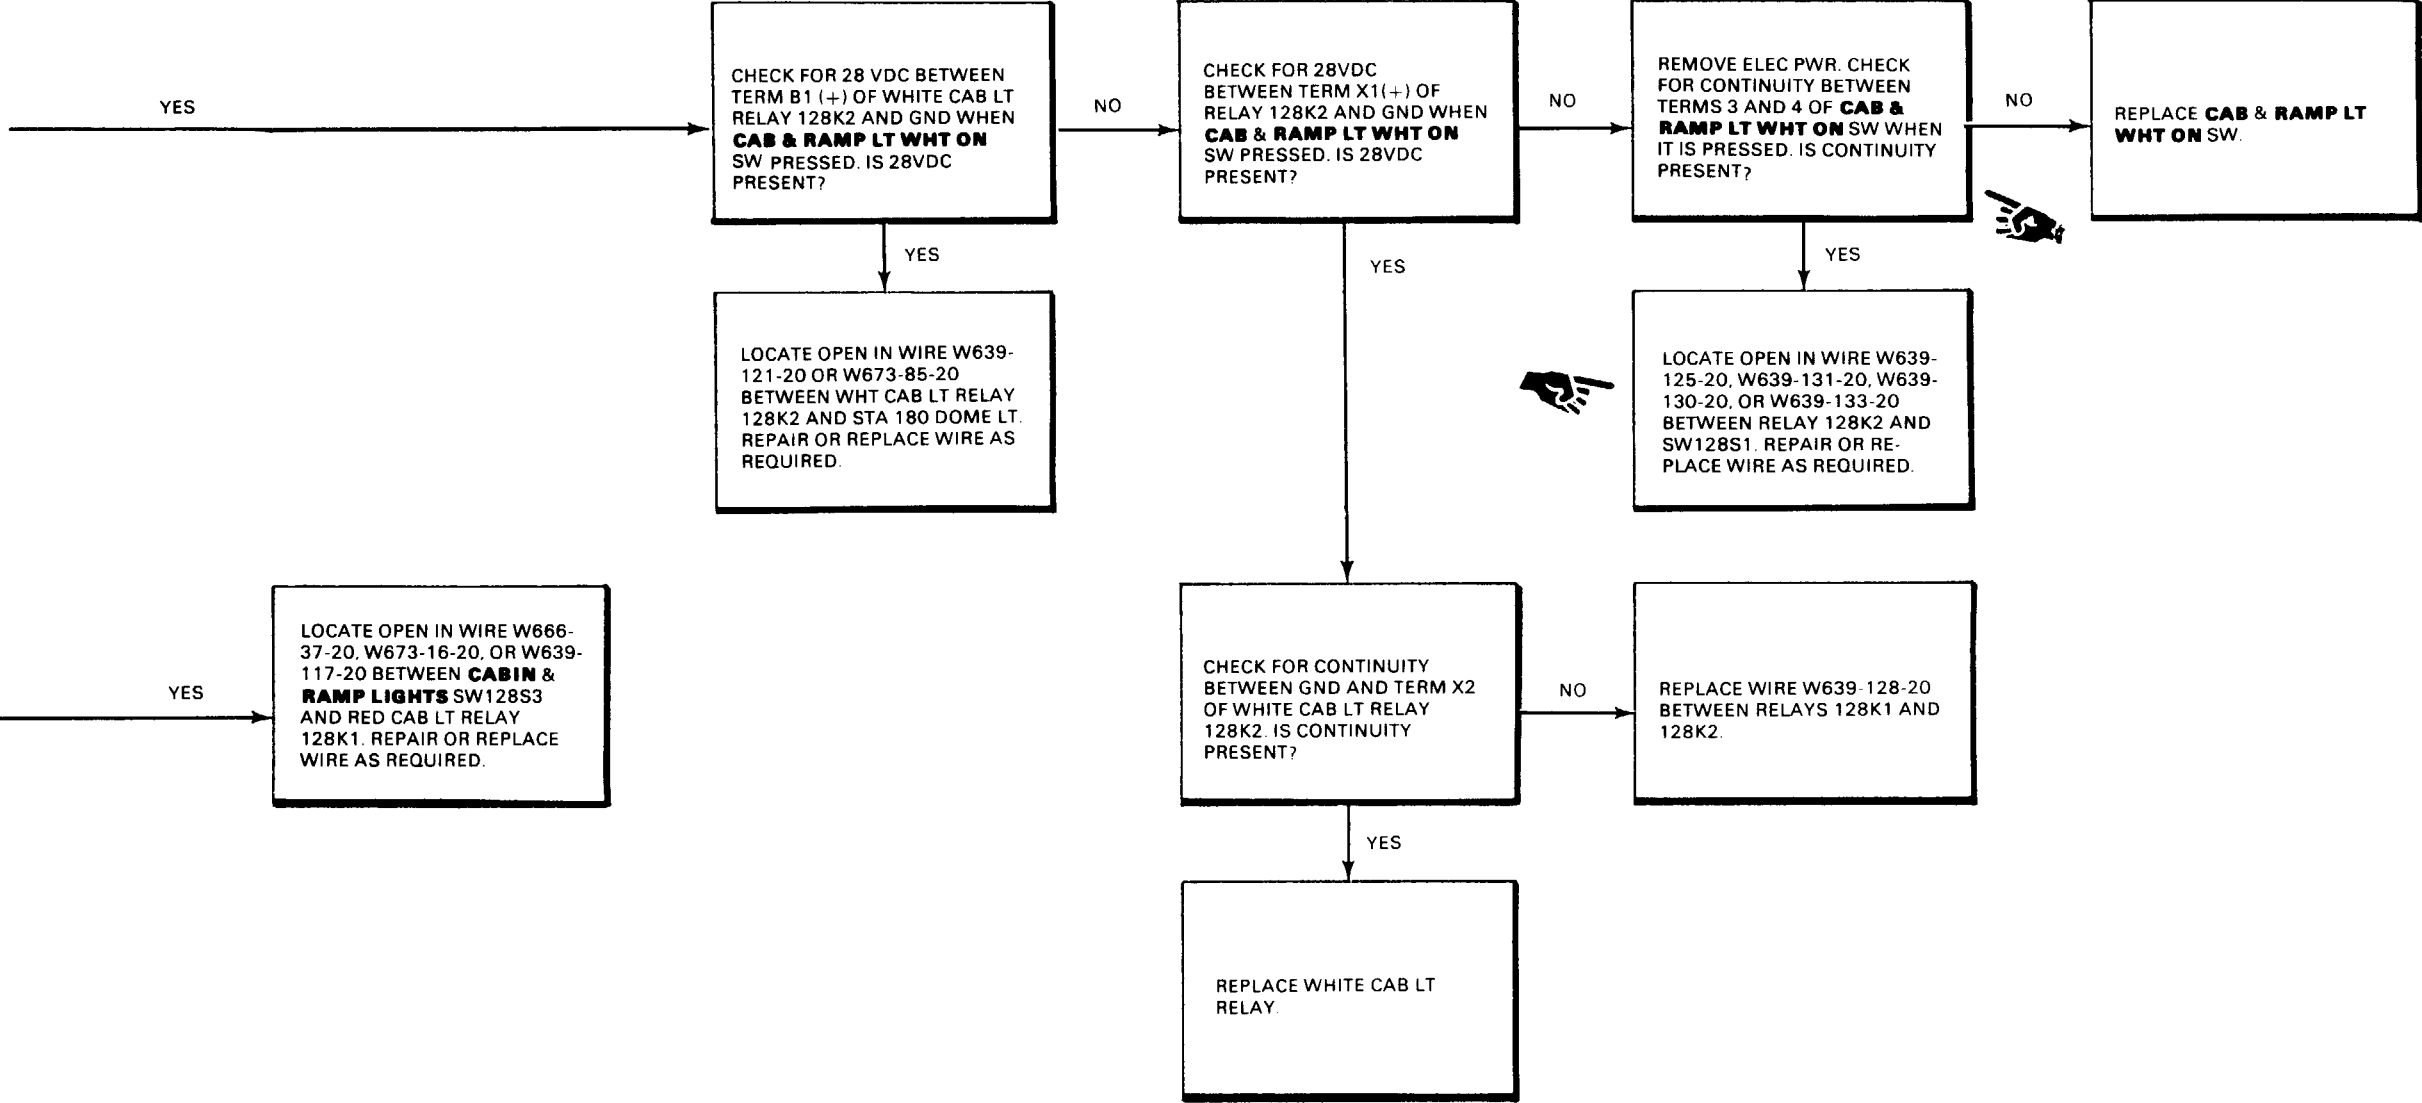 YES
CHECK FOR 28 VDC BETWEEN
TERM B1 (+) OF WHITE CAB LT
RELAY 128K2 AND GND WHEN
CAB & RAMP LT WHT ON
SW PRESSED. IS 28VDC
PRESENT?
NO
CHECK FOR 28VDC
BETWEEN TERM X1(+) OF
RELAY 128K2 AND GND WHEN
CAB & RAMP LT WHT ON
SW PRESSED. IS 28VDC
PRESENT?
NO
REMOVE ELEC PWR. CHECK
FOR CONTINUITY BETWEEN
TERMS 3 AND 4 OF CAB &
RAMP LT WHT ON SW WHEN
IT IS PRESSED. IS CONTINUITY
PRESENT?
NO
REPLACE CAB & RAMP LT
WHT ON SW.
YES
YES
YES
LOCATE OPEN IN WIRE W639-
121-20 OR W673-85-20
BETWEEN WHT CAB LT RELAY
128K2 AND STA 180 DOME LT.
REPAIR OR REPLACE WIRE AS
REQUIRED.
LOCATE OPEN IN WIRE W639-
125-20, W639-131-20, W639-
130-20, OR W639-133-20
BETWEEN RELAY 128K2 AND
SW128S1. REPAIR OR RE-
PLACE WIRE AS REQUIRED.
YES
LOCATE OPEN IN WIRE W666-
37-20, W673-16-20, OR W639-
117-20 BETWEEN CABIN &
RAMP LIGHTS SW128S3
AND RED CAB LT RELAY
128K1. REPAIR OR REPLACE
WIRE AS REQUIRED.
CHECK FOR CONTINUITY
BETWEEN GND AND TERM X2
OF WHITE CAB LT RELAY
128K2. IS CONTINUITY
PRESENT?
NO
REPLACE WIRE W639-128-20
BETWEEN RELAYS 128K1 AND
128K2.
YES
REPLACE WHITE CAB LT
RELAY.